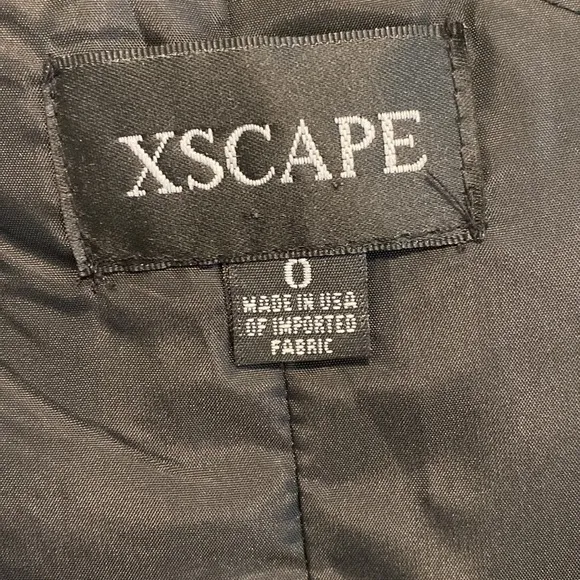 XSCAPE
0
MADE IN USA
OF IMPORTED
FABRIC